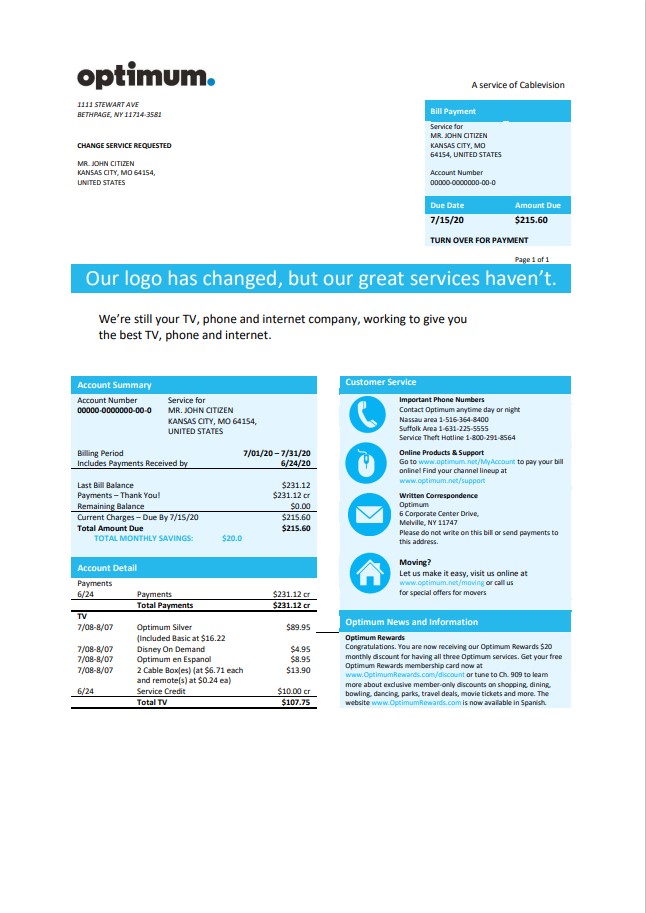 optimum.
A service of Cablevision
1111 STEWART AVE
BETHPAGE, NY 11714-3581
CHANGE SERVICE REQUESTED
MR. JOHN CITIZEN
KANSAS CITY, MO 64154,
UNITED STATES
Bill Payment
Service for
MR. JOHN CITIZEN
KANSAS CITY, MO
64154, UNITED STATES
Account Number
00000-0000000-00-0
Due Date Amount Due
7/15/20 $215.60
TURN OVER FOR PAYMENT
Page 1 of 1
Our logo has changed, but our great services haven’t.
We’re still your TV, phone and internet company, working to give you
the best TV, phone and internet.
Account Summary
Account Number Service for
00000-0000000-00-0 MR. JOHN CITIZEN
KANSAS CITY, MO 64154,
UNITED STATES
Billing Period 7/01/20 – 7/31/20)
Includes Payments Received by 6/24/20
Last Bill Balance $231.12
Payments – Thank You! $231.12 cr
Remaining Balance $0.00
Current Charges – Due By 7/15/20 $215.60
Total Amount Due $215.60
TOTAL MONTHLY SAVINGS: $20.0
Account Detail
Payments
6/24 Payments $231.12 cr
Total Payments $231.12 cr
TV
7/08-8/07 Optimum Silver $89.95
(Included Basic at $16.22
7/08-8/07 Disney On Demand $4.95
7/08-8/07 Optimum en Espanol $8.95
7/08-8/07 2 Cable Box(es) (at $6.71 each $13.90
and remote(s) at $0.24 ea)
6/24 Service Credit $10.00 cr
Total TV $107.75
Customer Service
Important Phone Numbers
Contact Optimum anytime day or night
Nassau area 1-516-364-8400
Suffolk Area 1-631-225-5555
Service Theft Hotline 1-800-291-8564
Online Products & Support
Go to www.optimum.net/MyAccount to pay your bill
online! Find your channel lineup at
www.optimum.net/support
Written Correspondence
Optimum
6 Corporate Center Drive,
Melville, NY 11747
Please do not write on this bill or send payments to
this address.
Moving?
Let us make it easy, visit us online at
www.optimum.net/moving or call us
for special offers for movers
Optimum News and Information
Optimum Rewards
Congratulations. You are now receiving our Optimum Rewards $20
monthly discount for having all three Optimum services. Get your free
Optimum Rewards membership card now at
www.OptimumRewards.com/discount or tune to Ch. 909 to learn
more about exclusive member-only discounts on shopping, dining,
bowling, dancing, parks, travel deals, movie tickets and more. The
website www.OptimumRewards.com is now available in Spanish.